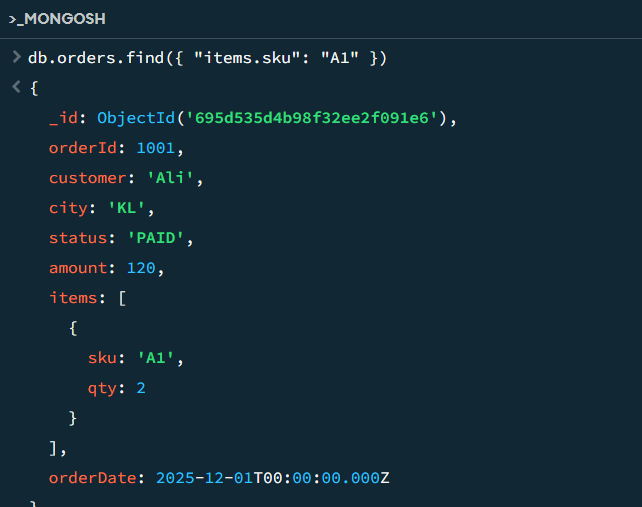 >_MONGOSH
> db.orders.find({ "items.sku": "A1" })
< {
_id: ObjectId('695d535d4b98f32ee2f091e6'),
orderId: 1001,
customer: 'Ali',
city: 'KL',
status: 'PAID',
amount: 120,
items: [
{
sku: 'A1',
qty: 2
}
],
orderDate: 2025-12-01T00:00:00.000Z
}